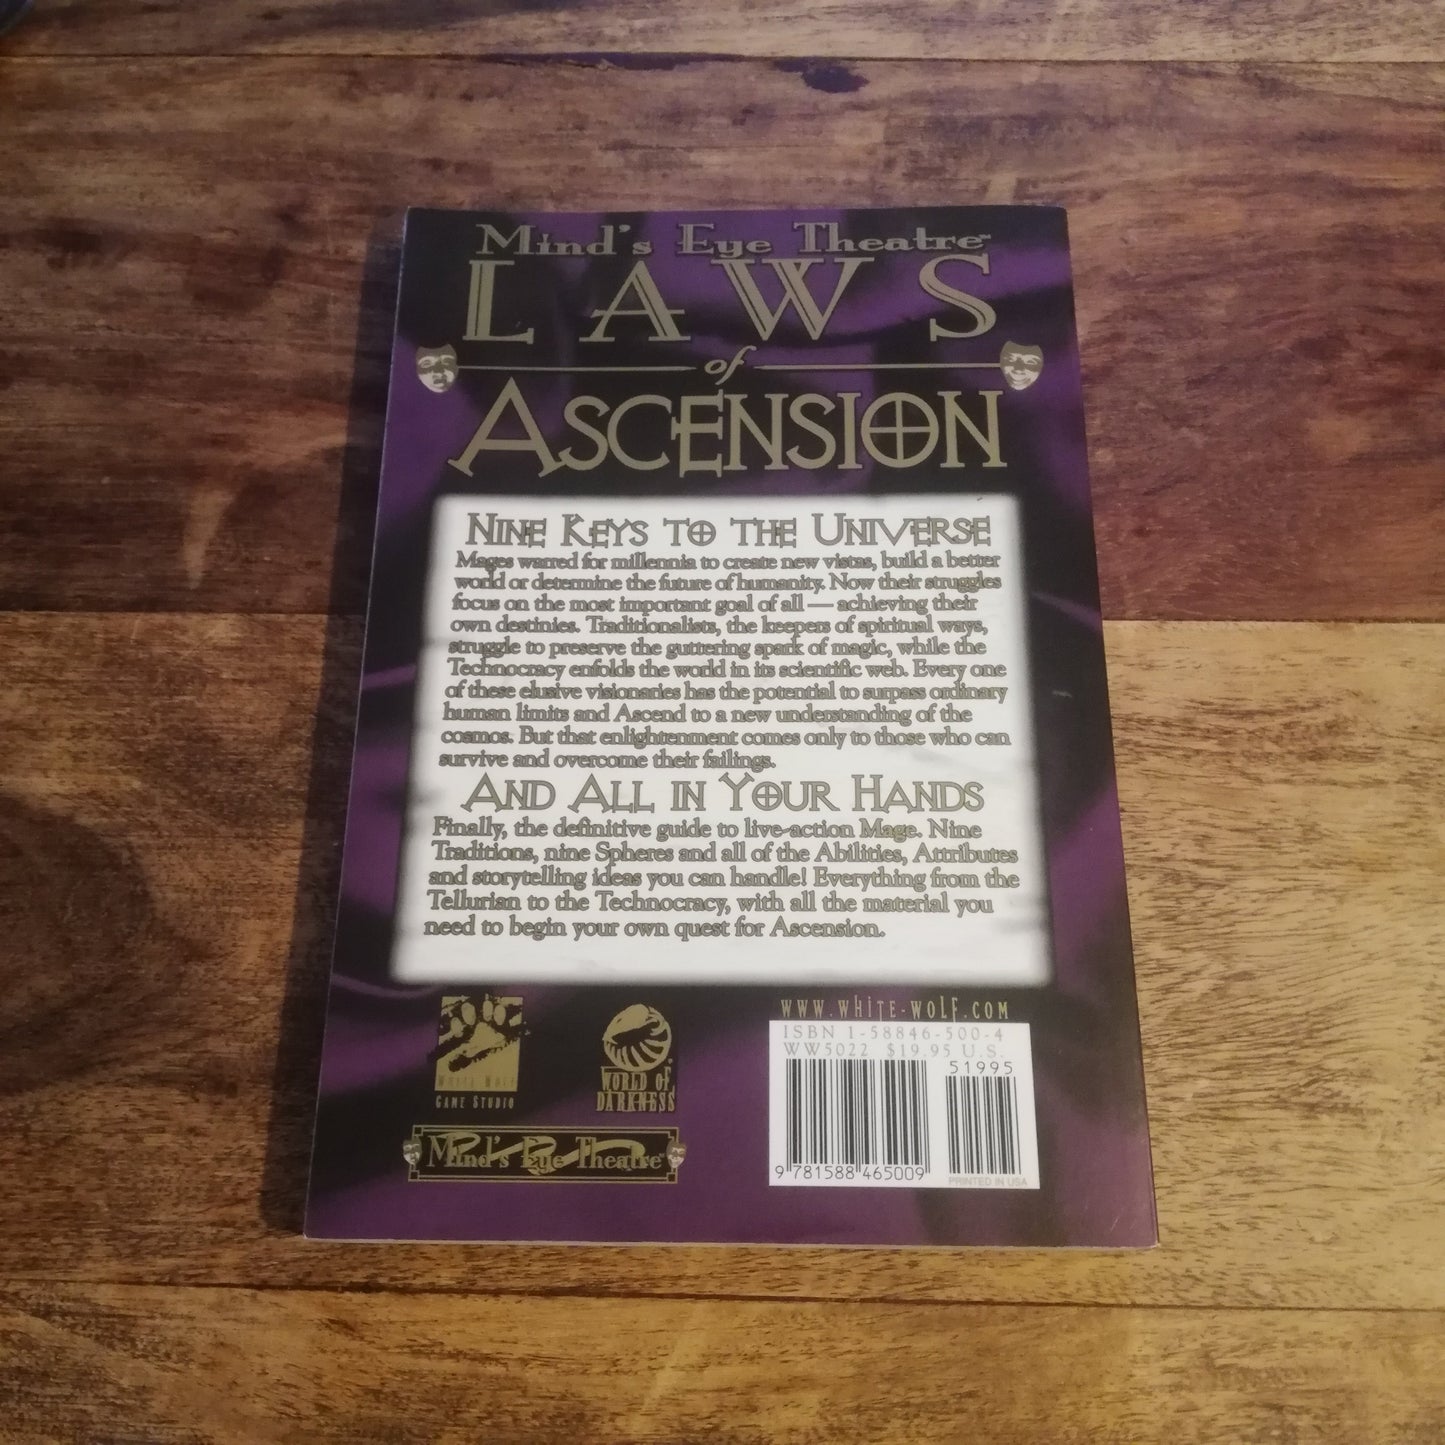 Mind's Eye Theatre™
LAWS
of
ASCENSION
NINE KEYS TO THE UNIVERSE
Mages warred for millennia to create new vistas, build a better
world or determine the future of humanity. Now their struggles
focus on the most important goal of all — achieving their
own destinies. Traditionalists, the keepers of spiritual ways,
struggle to preserve the guttering spark of magic, while the
Technocracy enfolds the world in its scientific web. Every one
of these elusive visionaries has the potential to surpass ordinary
human limits and Ascend to a new understanding of the
cosmos. But that enlightenment comes only to those who can
survive and overcome their failings.
AND ALL IN YOUR HANDS
Finally, the definitive guide to live-action Mage. Nine
Traditions, nine Spheres and all of the Abilities, Attributes
and storytelling ideas you can handle! Everything from the
Tellurian to the Technocracy, with all the material you
need to begin your own quest for Ascension.
WWW.WHITE-WOLF.COM
ISBN 1-58846-500-4
WW5022 $19.95 U.S.
51995
9 781588 465009
PRINTED IN USA
WHITE WOLF
GAME STUDIO
WORLD OF
DARKNESS
Mind's Eye Theatre™